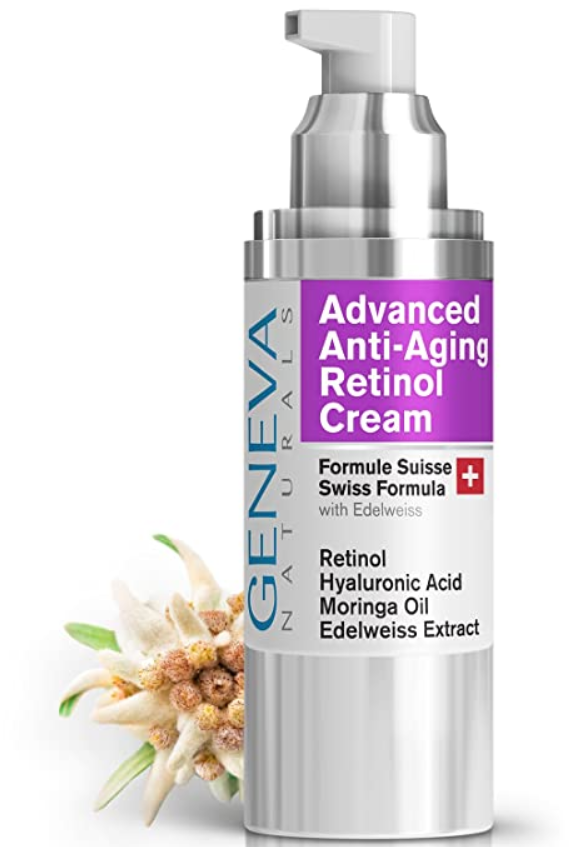 GENEVA
NATURALS
Advanced
Anti-Aging
Retinol
Cream
Formule Suisse
Swiss Formula
with Edelweiss
Retinol
Hyaluronic Acid
Moringa Oil
Edelweiss Extract